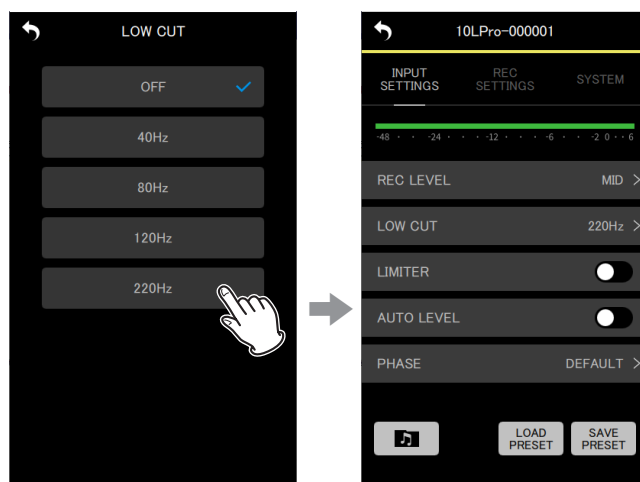 LOW CUT
OFF
40Hz
80Hz
120Hz
220Hz
10LPro-000001
INPUT
SETTINGS
REC
SETTINGS
SYSTEM
-48 · · -24 · · · -12 · · · -6 · · -2 0 · · 6
REC LEVEL MID
LOW CUT 220Hz
LIMITER
AUTO LEVEL
PHASE DEFAULT
LOAD
PRESET
SAVE
PRESET